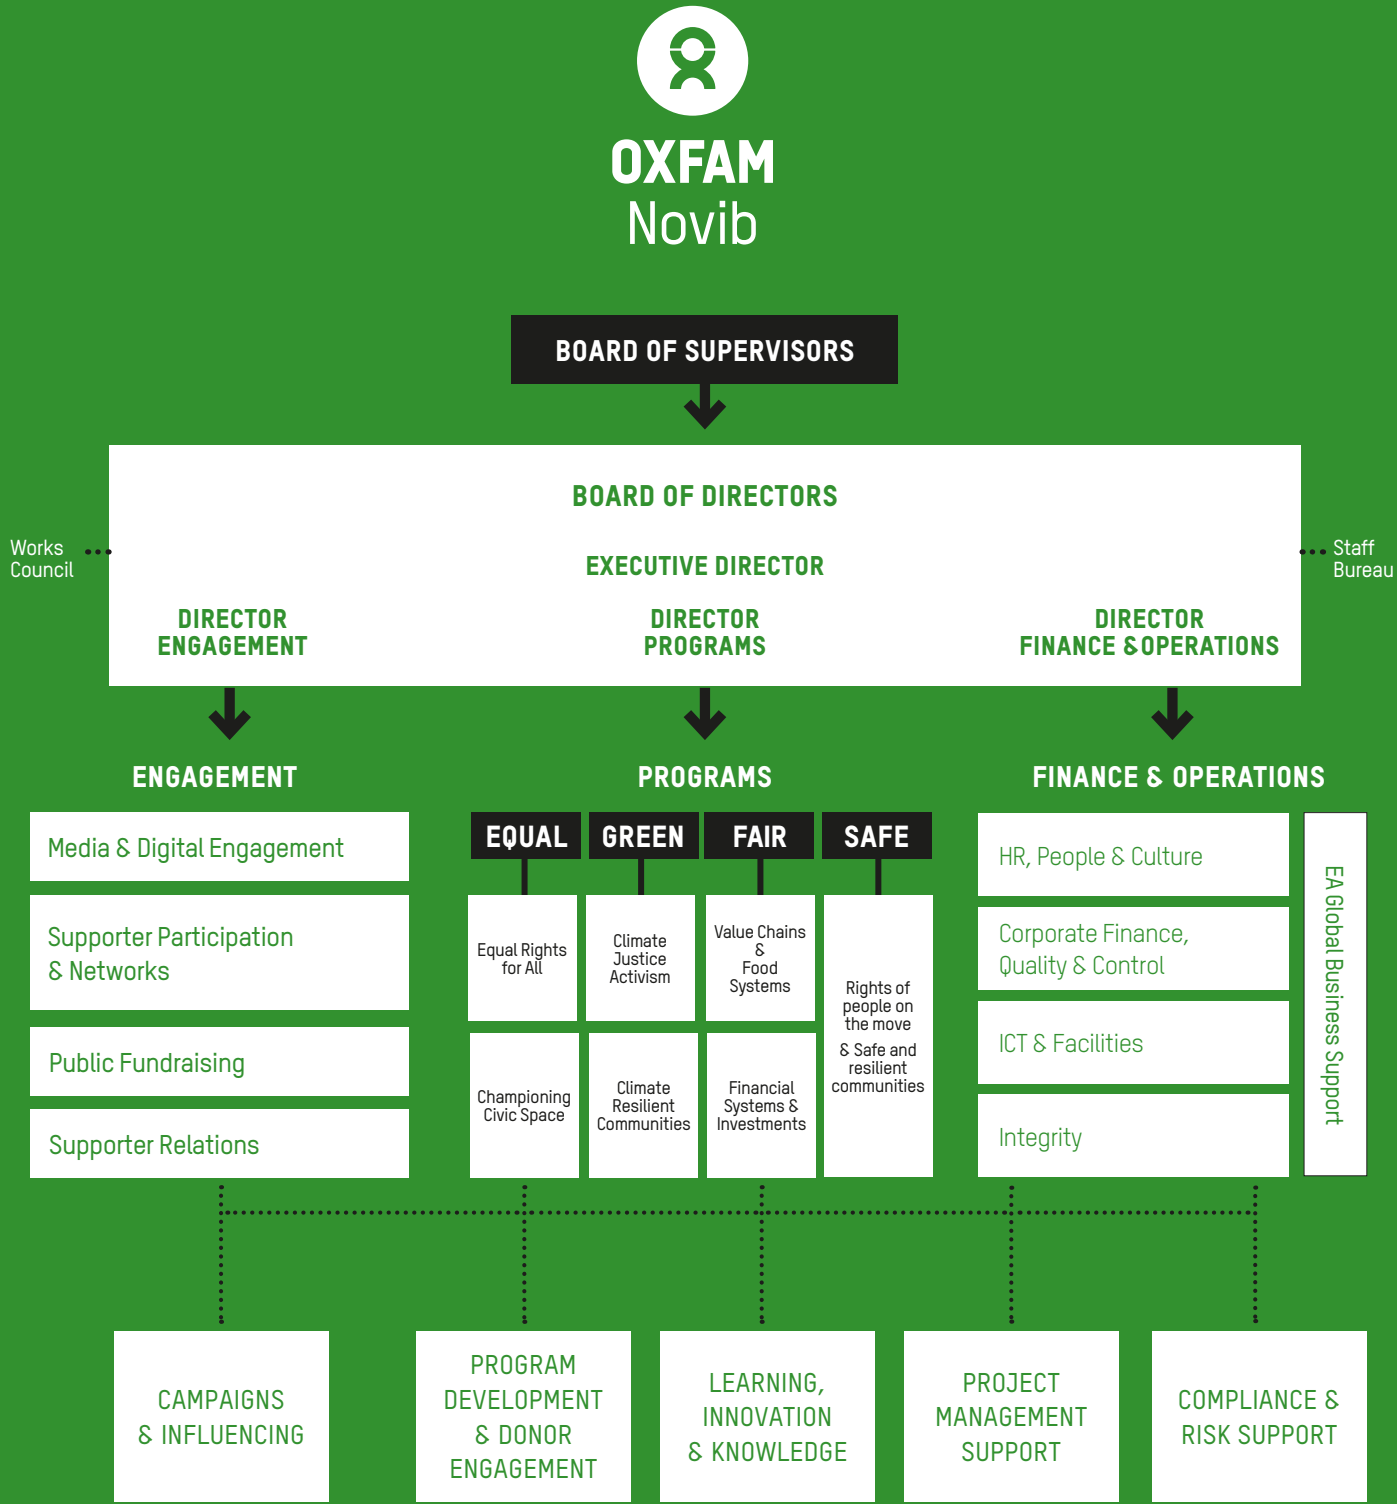 OXFAM
Novib
BOARD OF SUPERVISORS
BOARD OF DIRECTORS
Works
Council
Staff
Bureau
EXECUTIVE DIRECTOR
DIRECTOR
ENGAGEMENT
DIRECTOR
PROGRAMS
DIRECTOR
FINANCE & OPERATIONS
ENGAGEMENT
Media & Digital Engagement
Supporter Participation
& Networks
Public Fundraising
Supporter Relations
PROGRAMS
EQUAL
Equal Rights
for All
Championing
Civic Space
GREEN
Climate
Justice
Activism
Climate
Resilient
Communities
FAIR
Value Chains
&
Food
Systems
Financial
Systems &
Investments
SAFE
Rights of
people on
the move
& Safe and
resilient
communities
FINANCE & OPERATIONS
HR, People & Culture
Corporate Finance,
Quality & Control
ICT & Facilities
Integrity
EA Global Business Support
CAMPAIGNS
& INFLUENCING
PROGRAM
DEVELOPMENT
& DONOR
ENGAGEMENT
LEARNING,
INNOVATION
& KNOWLEDGE
PROJECT
MANAGEMENT
SUPPORT
COMPLIANCE &
RISK SUPPORT